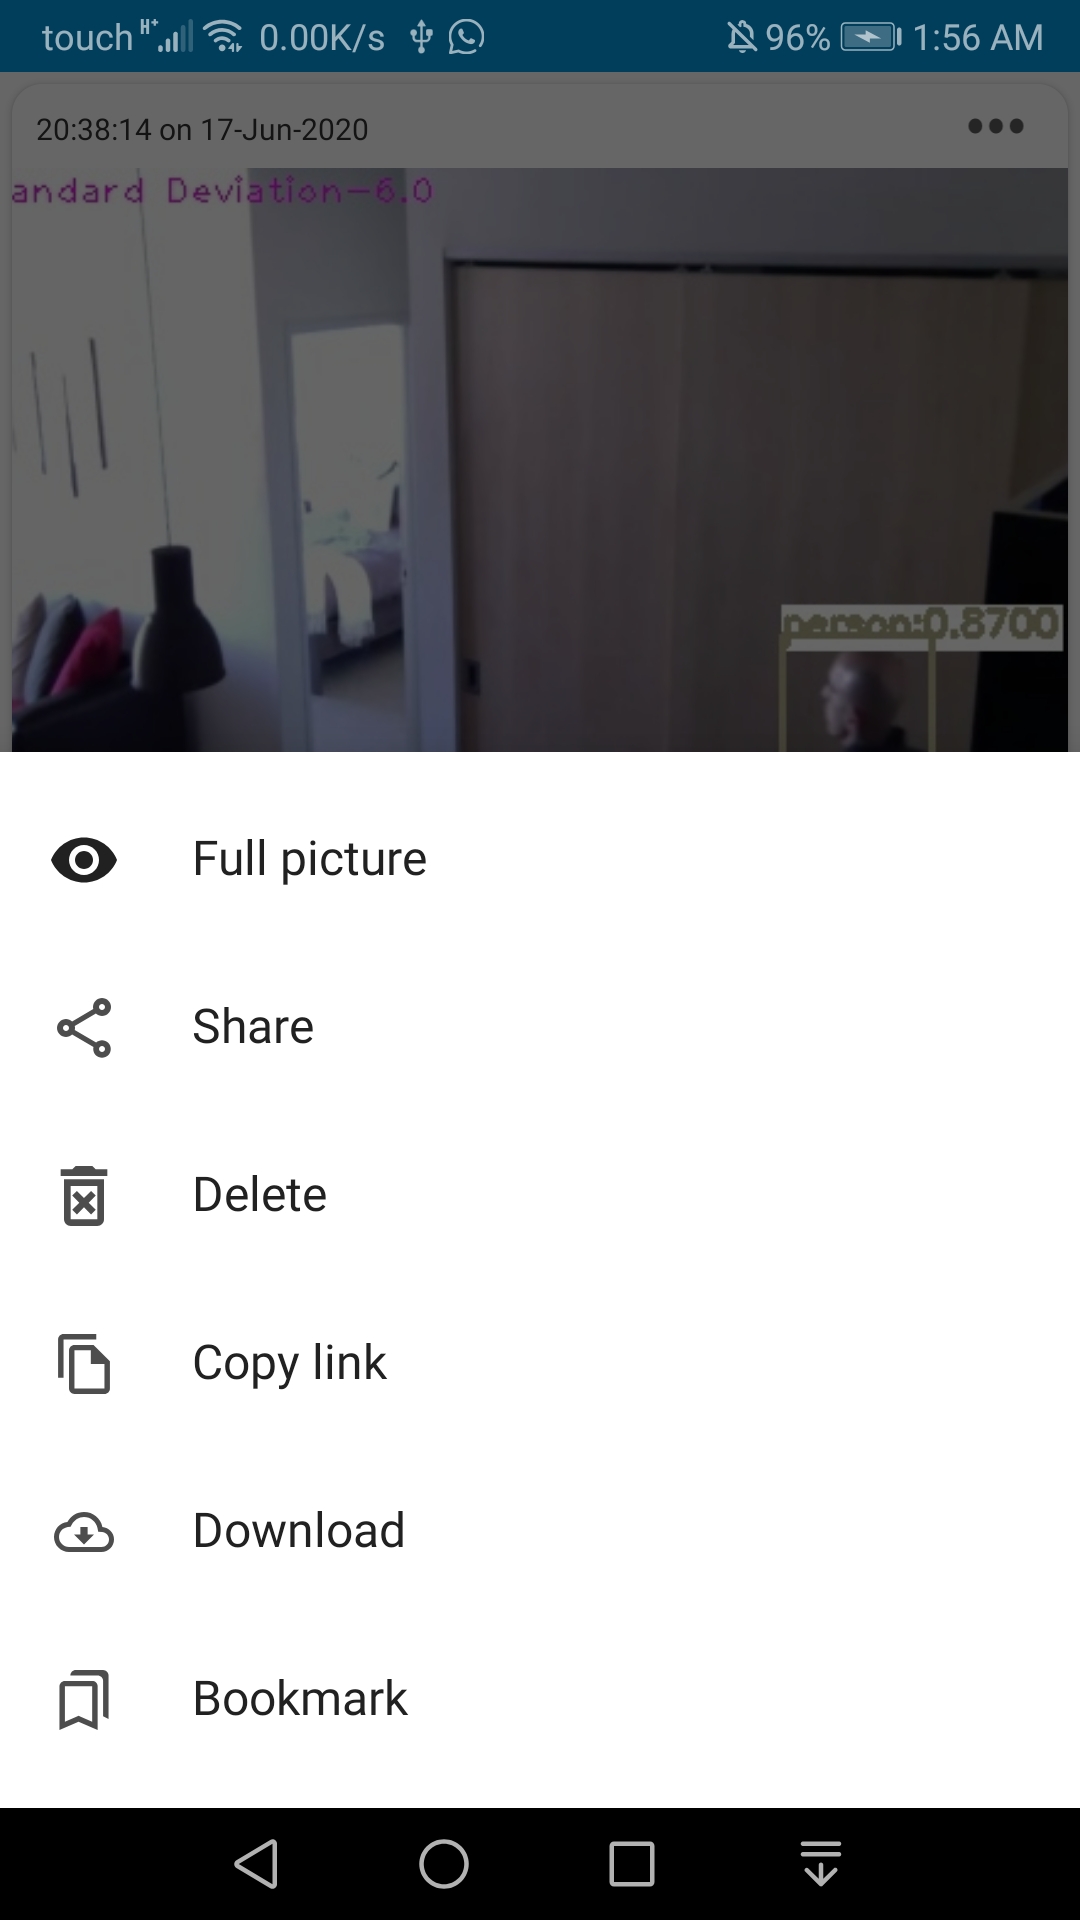 touch H+ 0.00K/s 96% 1:56 AM
20:38:14 on 17-Jun-2020
andard Deviation-6.0
person:0.8700
Full picture
Share
Delete
Copy link
Download
Bookmark